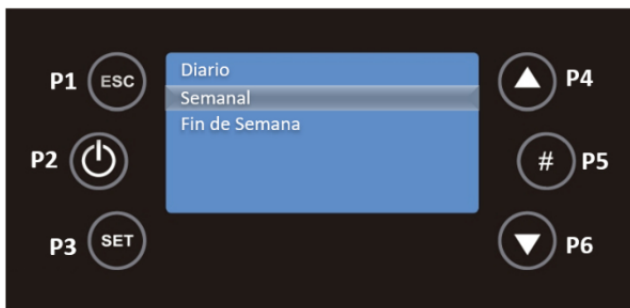 P1 ESC
P2
P3 SET
Diario
Semanal
Fin de Semana
P4
# P5
P6